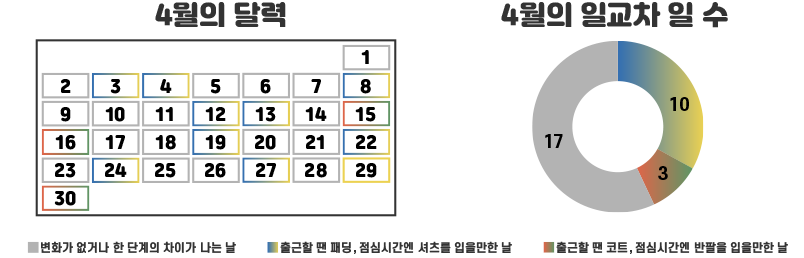 4월의 달력
1
2 3 4 5 6 7 8
9 10 11 12 13 14 15
16 17 18 19 20 21 22
23 24 25 26 27 28 29
30
4월의 일교차 일 수
10
17
3
변화가 없거나 한 단계의 차이가 나는 날
출근할 땐 패딩, 점심시간엔 셔츠를 입을만한 날
출근할 땐 코트, 점심시간엔 반팔을 입을만한 날